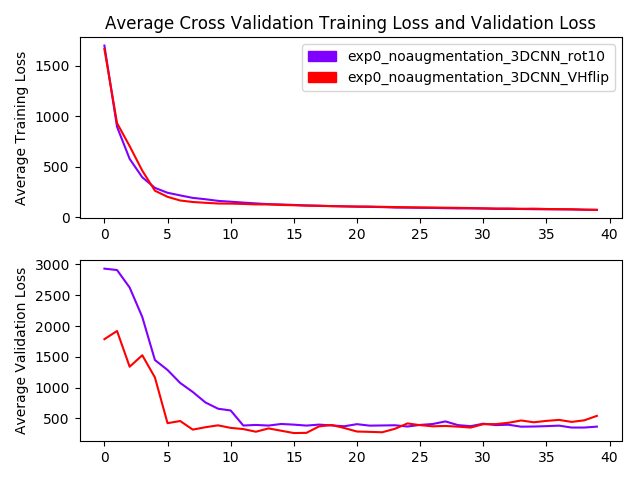 Average Cross Validation Training Loss and Validation Loss
Average Training Loss
1500
1000
500
0
exp0_noaugmentation_3DCNN_rot10
exp0_noaugmentation_3DCNN_VHflip
0 5 10 15 20 25 30 35 40
Average Validation Loss
3000
2500
2000
1500
1000
500
0 5 10 15 20 25 30 35 40